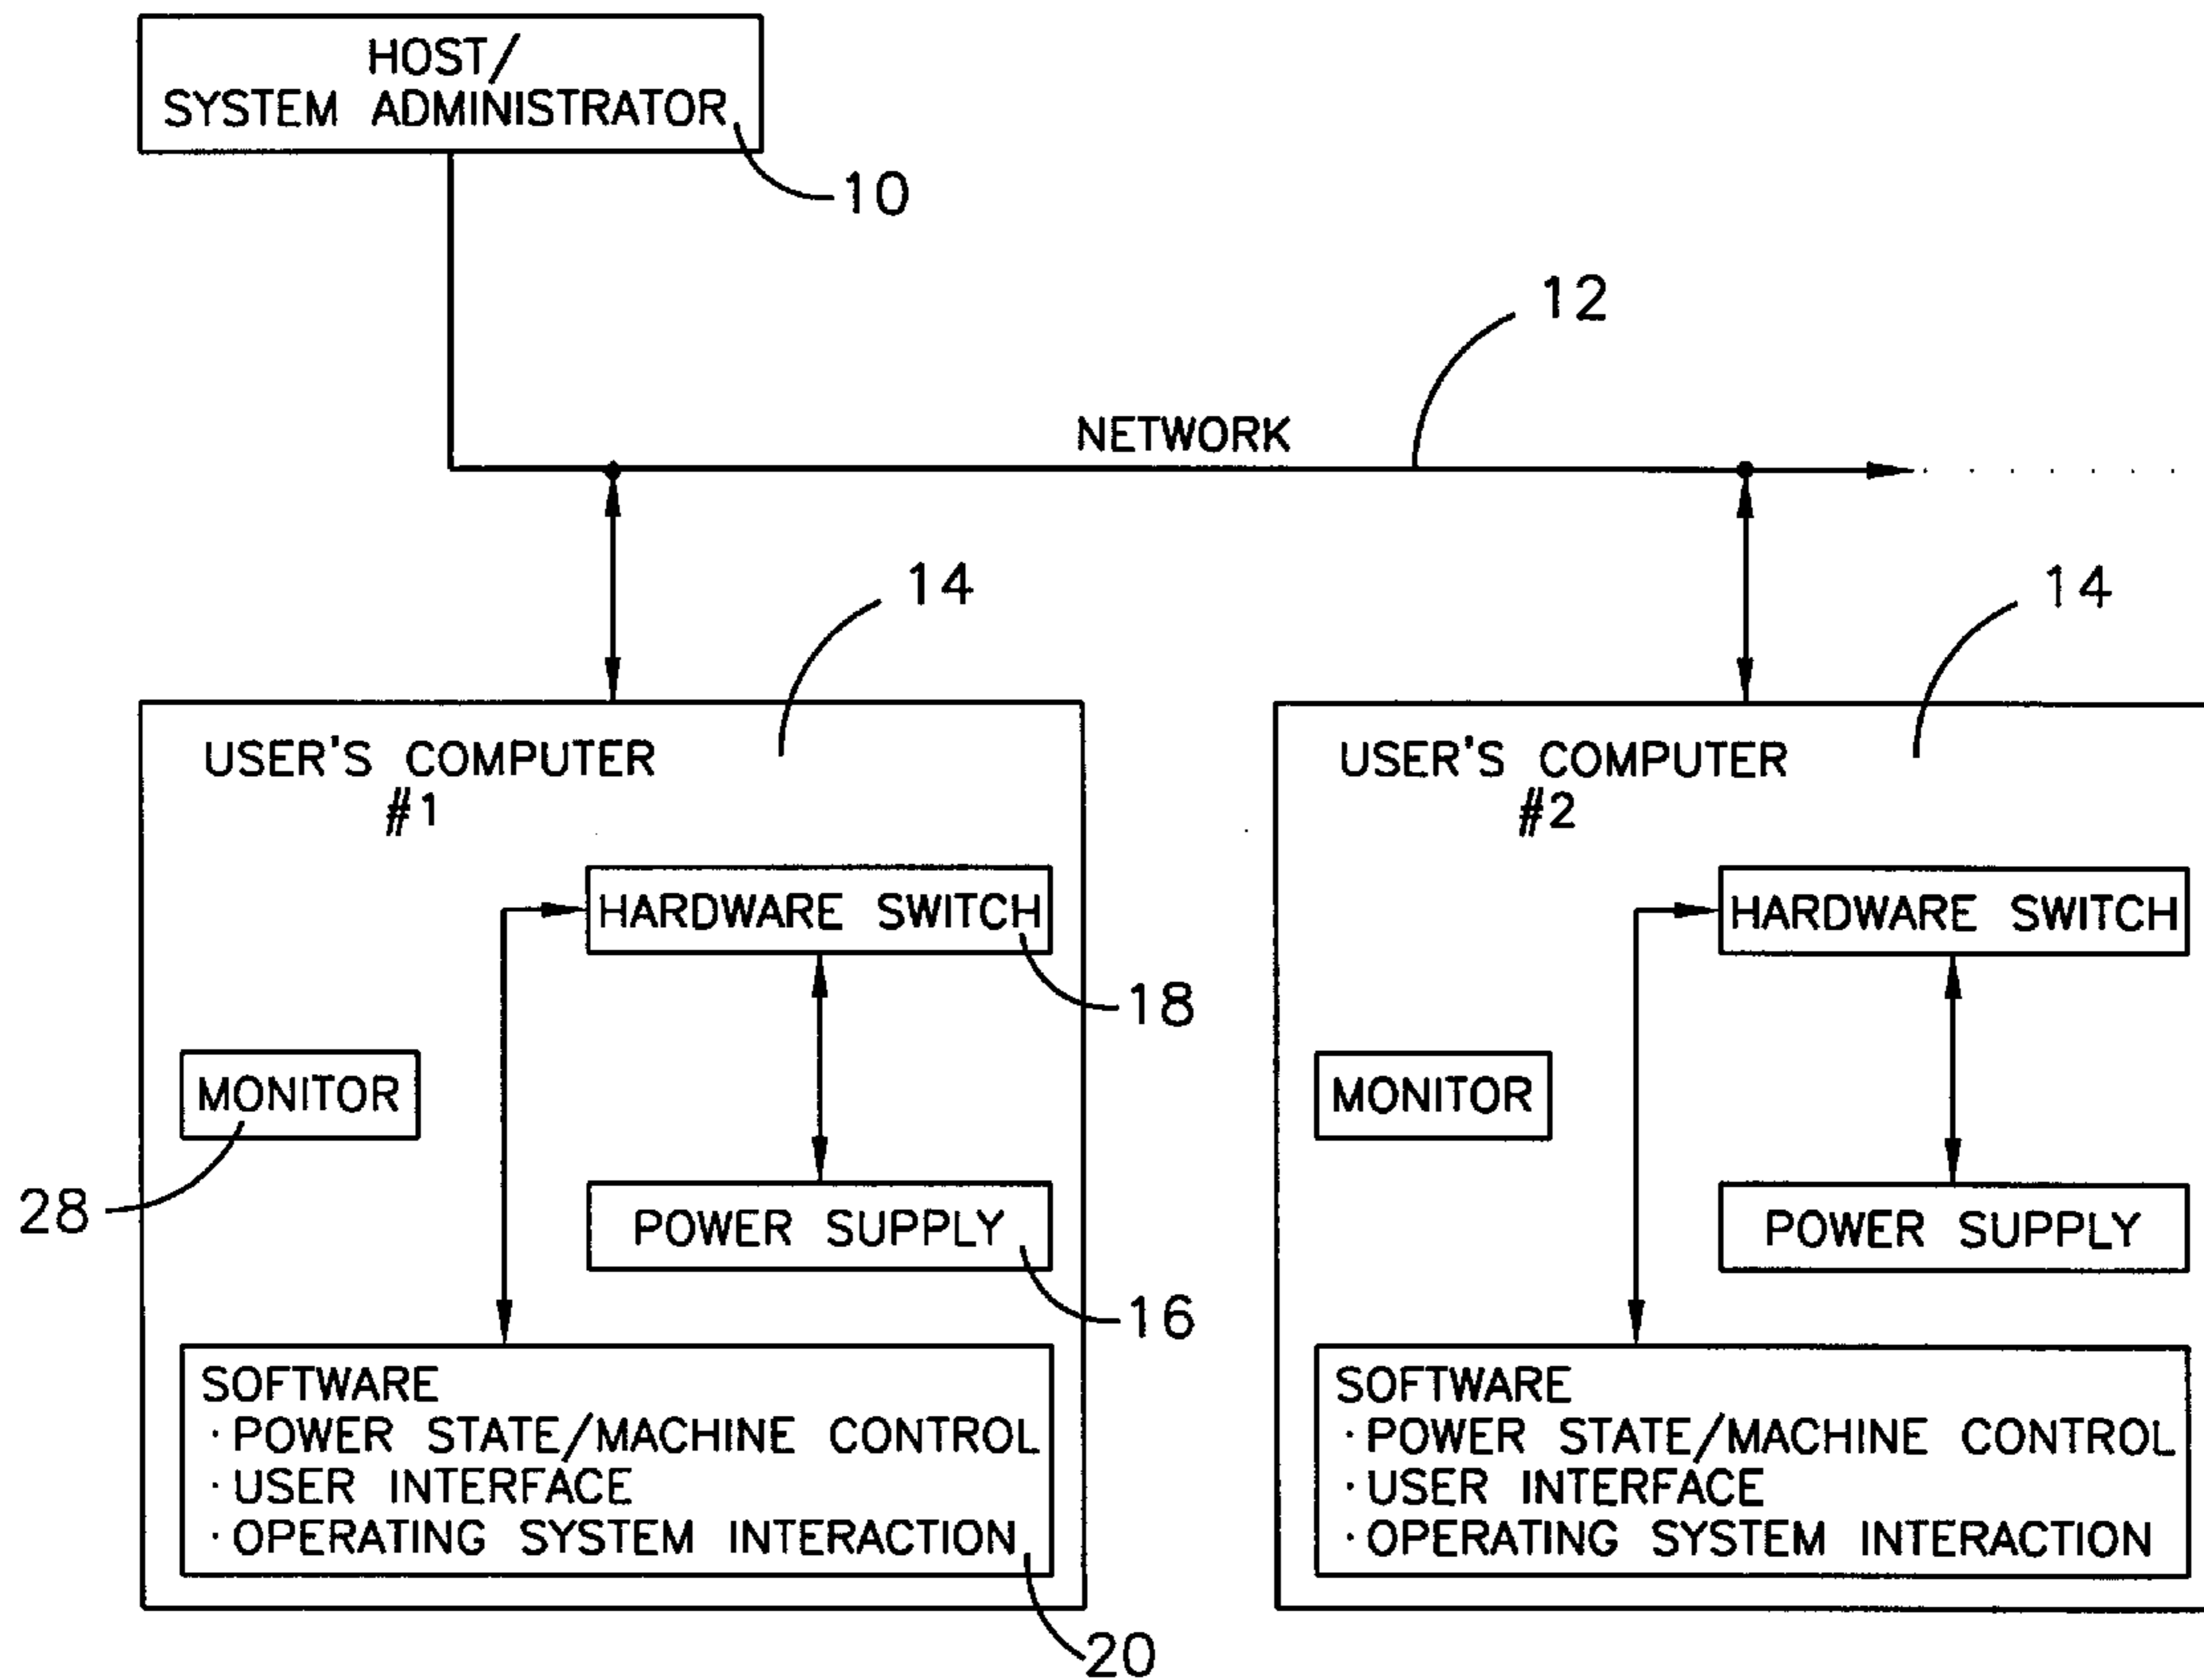 HOST/
SYSTEM ADMINISTRATOR
10
12
NETWORK
14
14
USER'S COMPUTER
#1
HARDWARE SWITCH
18
MONITOR
28
POWER SUPPLY
16
SOFTWARE
· POWER STATE/MACHINE CONTROL
· USER INTERFACE
· OPERATING SYSTEM INTERACTION
20
USER'S COMPUTER
#2
HARDWARE SWITCH
MONITOR
POWER SUPPLY
SOFTWARE
· POWER STATE/MACHINE CONTROL
· USER INTERFACE
· OPERATING SYSTEM INTERACTION